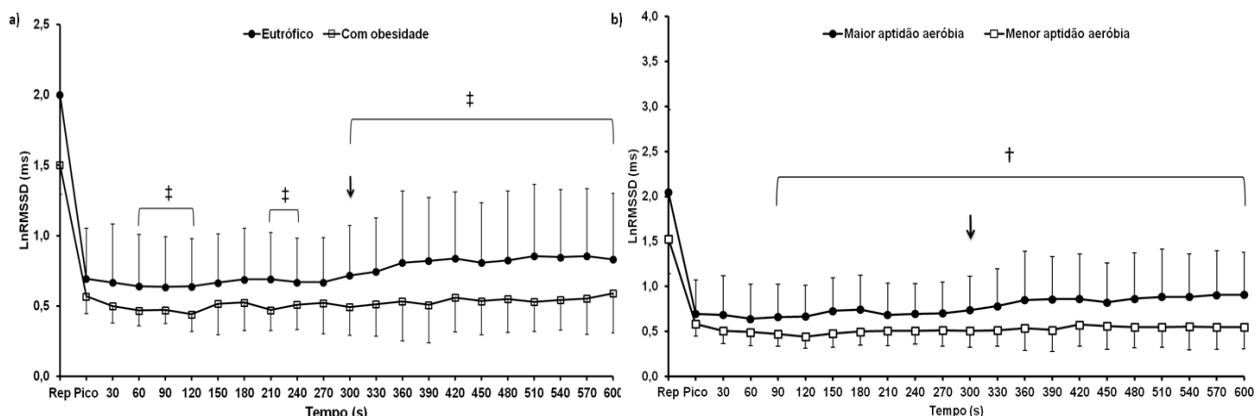 a)
2,5
2,0
1,5
1,0
0,5
0,0
LnRMSSD (ms)
Eutrófico
Com obesidade
‡
‡
‡
Rep Pico 30 60 90 120 150 180 210 240 270 300 330 360 390 420 450 480 510 540 570 600
Tempo (s)
b)
4,0
3,5
3,0
2,5
2,0
1,5
1,0
0,5
0,0
LnRMSSD (ms)
Maior aptidão aeróbia
Menor aptidão aeróbia
†
Rep Pico 30 60 90 120 150 180 210 240 270 300 330 360 390 420 450 480 510 540 570 600
Tempo (s)